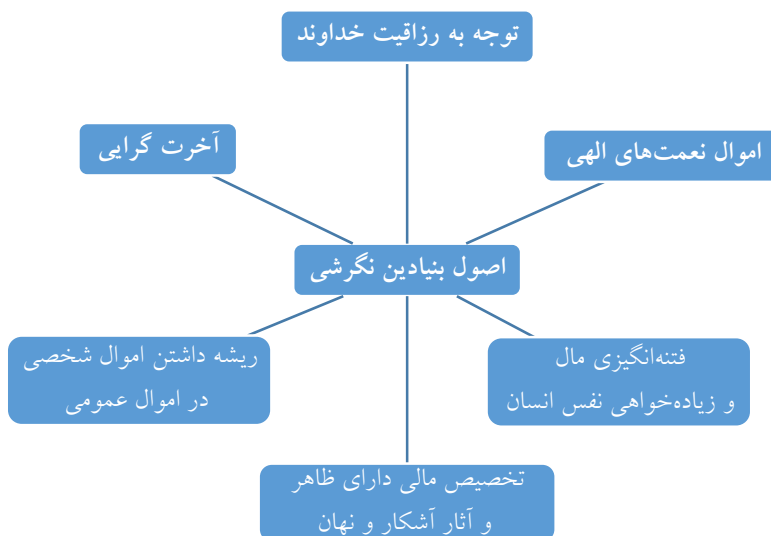 توجه به رزاقیت خداوند
اموال نعمت‌های الهی
آخرت گرایی
اصول بنیادین نگرشی
فتنه‌انگیزی مال
و زیاده‌خواهی نفس انسان
ریشه داشتن اموال شخصی
در اموال عمومی
تخصیص مالی دارای ظاهر
و آثار آشکار و نهان